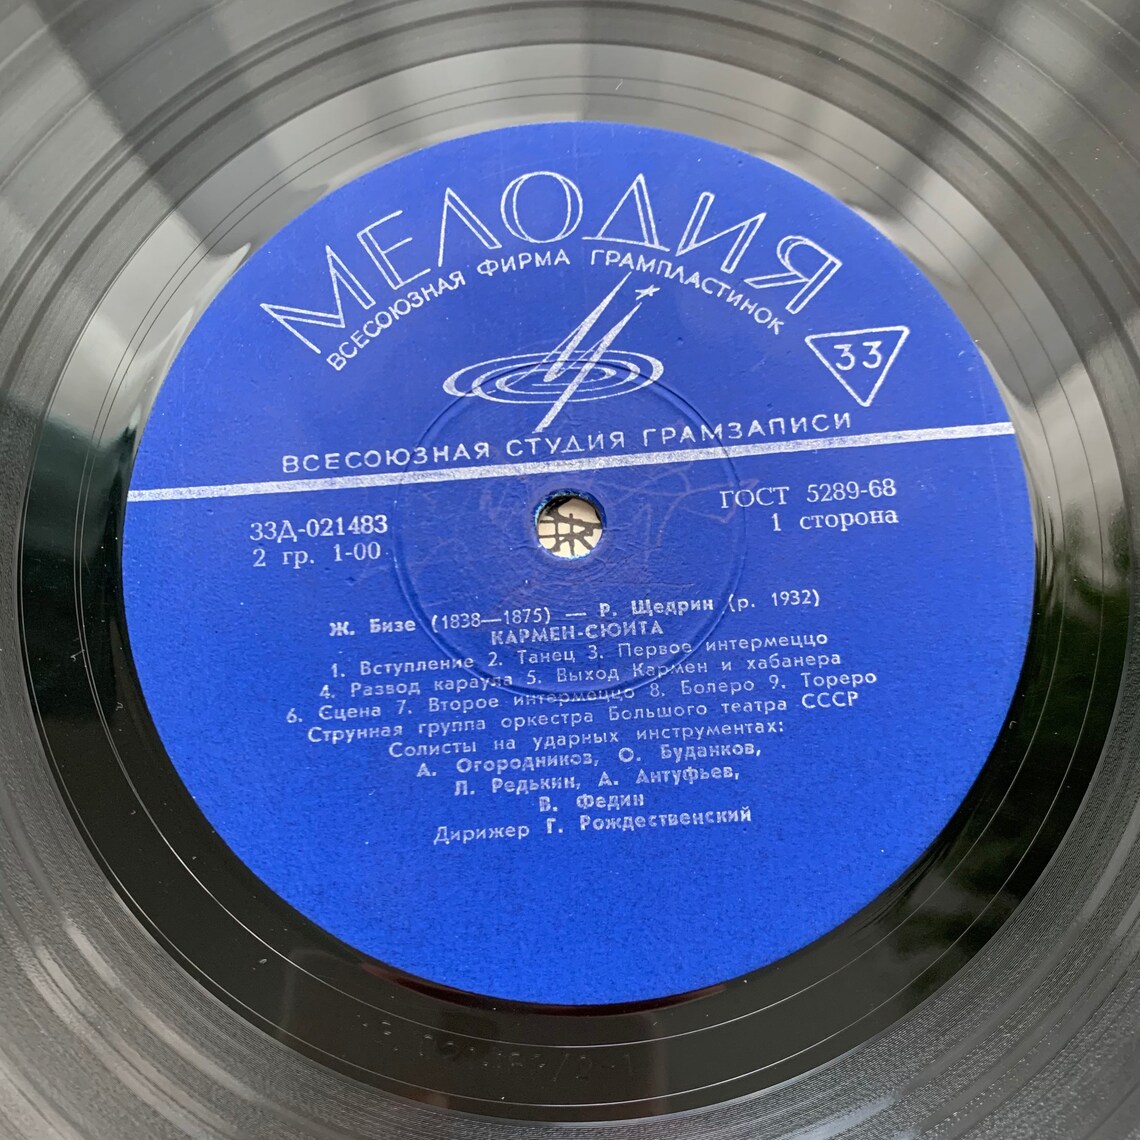 МЕЛОДИЯ
ВСЕСОЮЗНАЯ ФИРМА ГРАМПЛАСТИНОК
33
ВСЕСОЮЗНАЯ СТУДИЯ ГРАМЗАПИСИ
33Д-021483
2 гр. 1-00
ГОСТ 5289-68
1 сторона
Ж. Бизе (1838—1875) — Р. Щедрин (р. 1932)
КАРМЕН-СЮИТА
1. Вступление 2. Танец 3. Первое интермеццо
4. Развод караула 5. Выход Кармен и хабанера
6. Сцена 7. Второе интермеццо 8. Болеро 9. Тореро
Струнная группа оркестра Большого театра СССР
Солисты на ударных инструментах:
А. Огородников, О. Буданков,
Л. Редькин, А. Антуфьев,
В. Федин
Дирижер Г. Рождественский